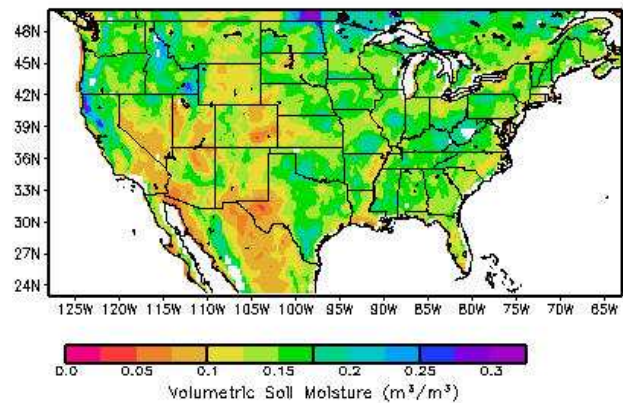 48N
45N
42N
39N
36N
33N
30N
27N
24N
125W 120W 115W 110W 105W 100W 95W 90W 85W 80W 75W 70W 65W
0.0 0.05 0.1 0.15 0.2 0.25 0.3
Volumetric Soil Moisture (m³/m³)